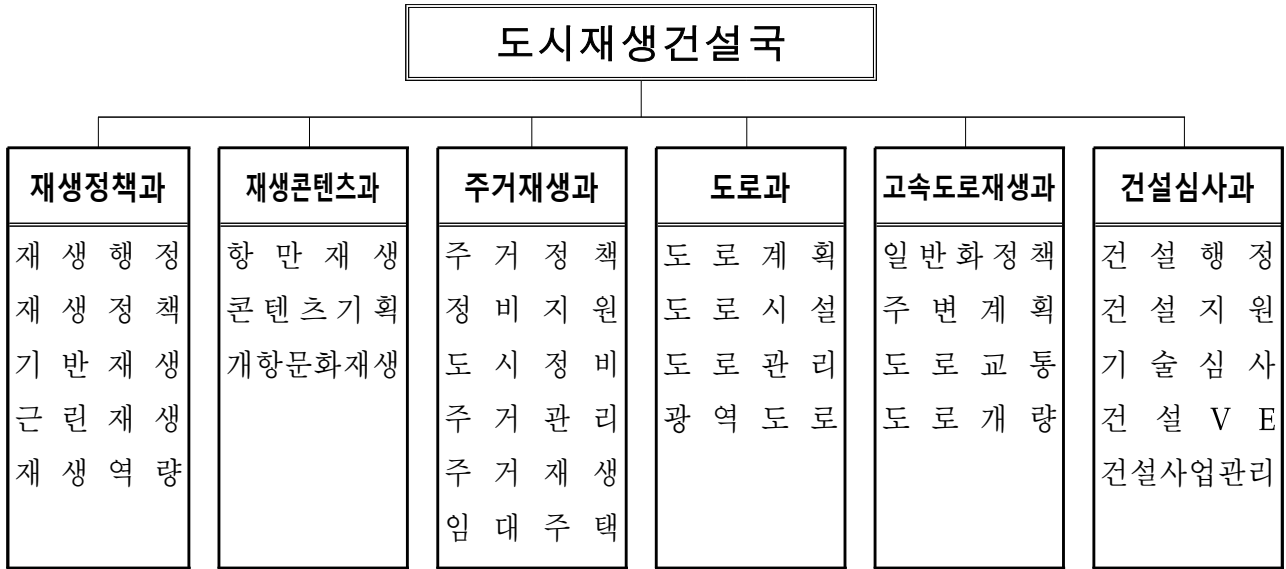 도시재생건설국
재생정책과
재생행정
재생정책
기반재생
근린재생
재생역량
재생콘텐츠과
항만재생
콘텐츠기획
개항문화재생
주거재생과
주거정책
정비지원
도시정비
주거관리
주거재생
임대주택
도로과
도로계획
도로시설
도로관리
광역도로
고속도로재생과
일반화정책
주변계획
도로교통
도로개량
건설심사과
건설행정
건설지원
기술심사
건설VE
건설사업관리